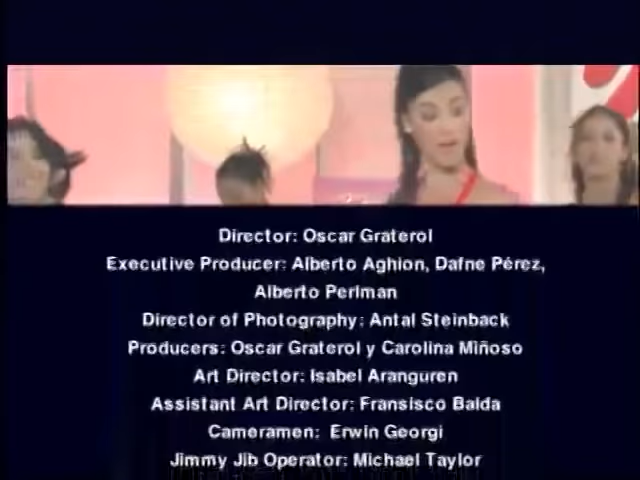 Director: Oscar Graterol
Executive Producer: Alberto Aghion, Dafne Pérez,
Alberto Perlman
Director of Photography: Antal Steinback
Producers: Oscar Graterol y Carolina Miñoso
Art Director: Isabel Aranguren
Assistant Art Director: Fransisco Balda
Cameramen: Erwin Georgi
Jimmy Jib Operator: Michael Taylor